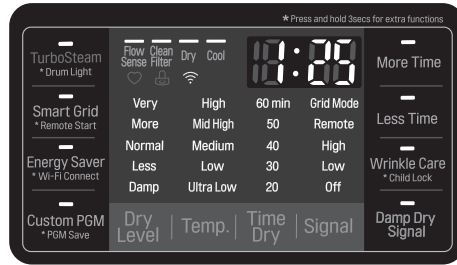 * Press and hold 3secs for extra functions
TurboSteam
* Drum Light
Flow Sense
Clean Filter
Dry
Cool
1:25
More Time
Smart Grid
* Remote Start
Very High 60 min Grid Mode
More Mid High 50 Remote
Less Time
Normal Medium 40 High
Energy Saver
* Wi-Fi Connect
Less Low 30 Low
Wrinkle Care
* Child Lock
Damp Ultra Low 20 Off
Custom PGM
* PGM Save
Dry Level
Temp.
Time Dry
Signal
Damp Dry
Signal